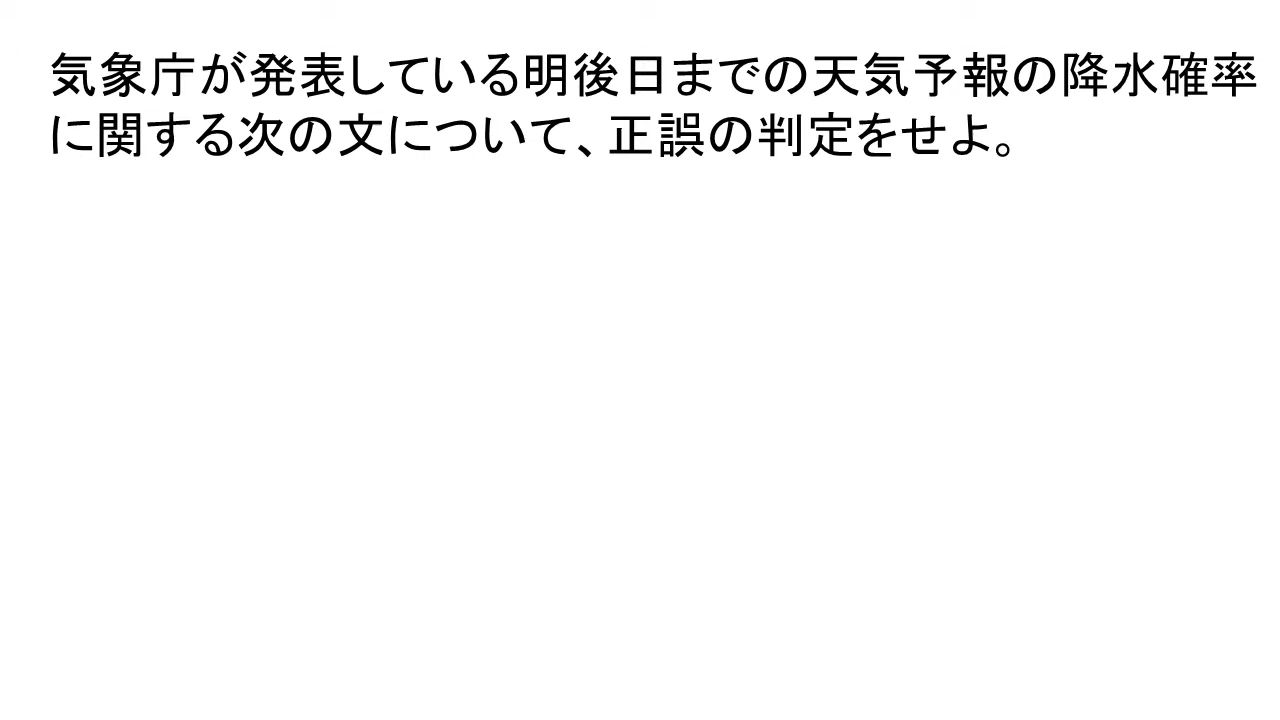 気象庁が発表している明後日までの天気予報の降水確率
に関する次の文について、正誤の判定をせよ。